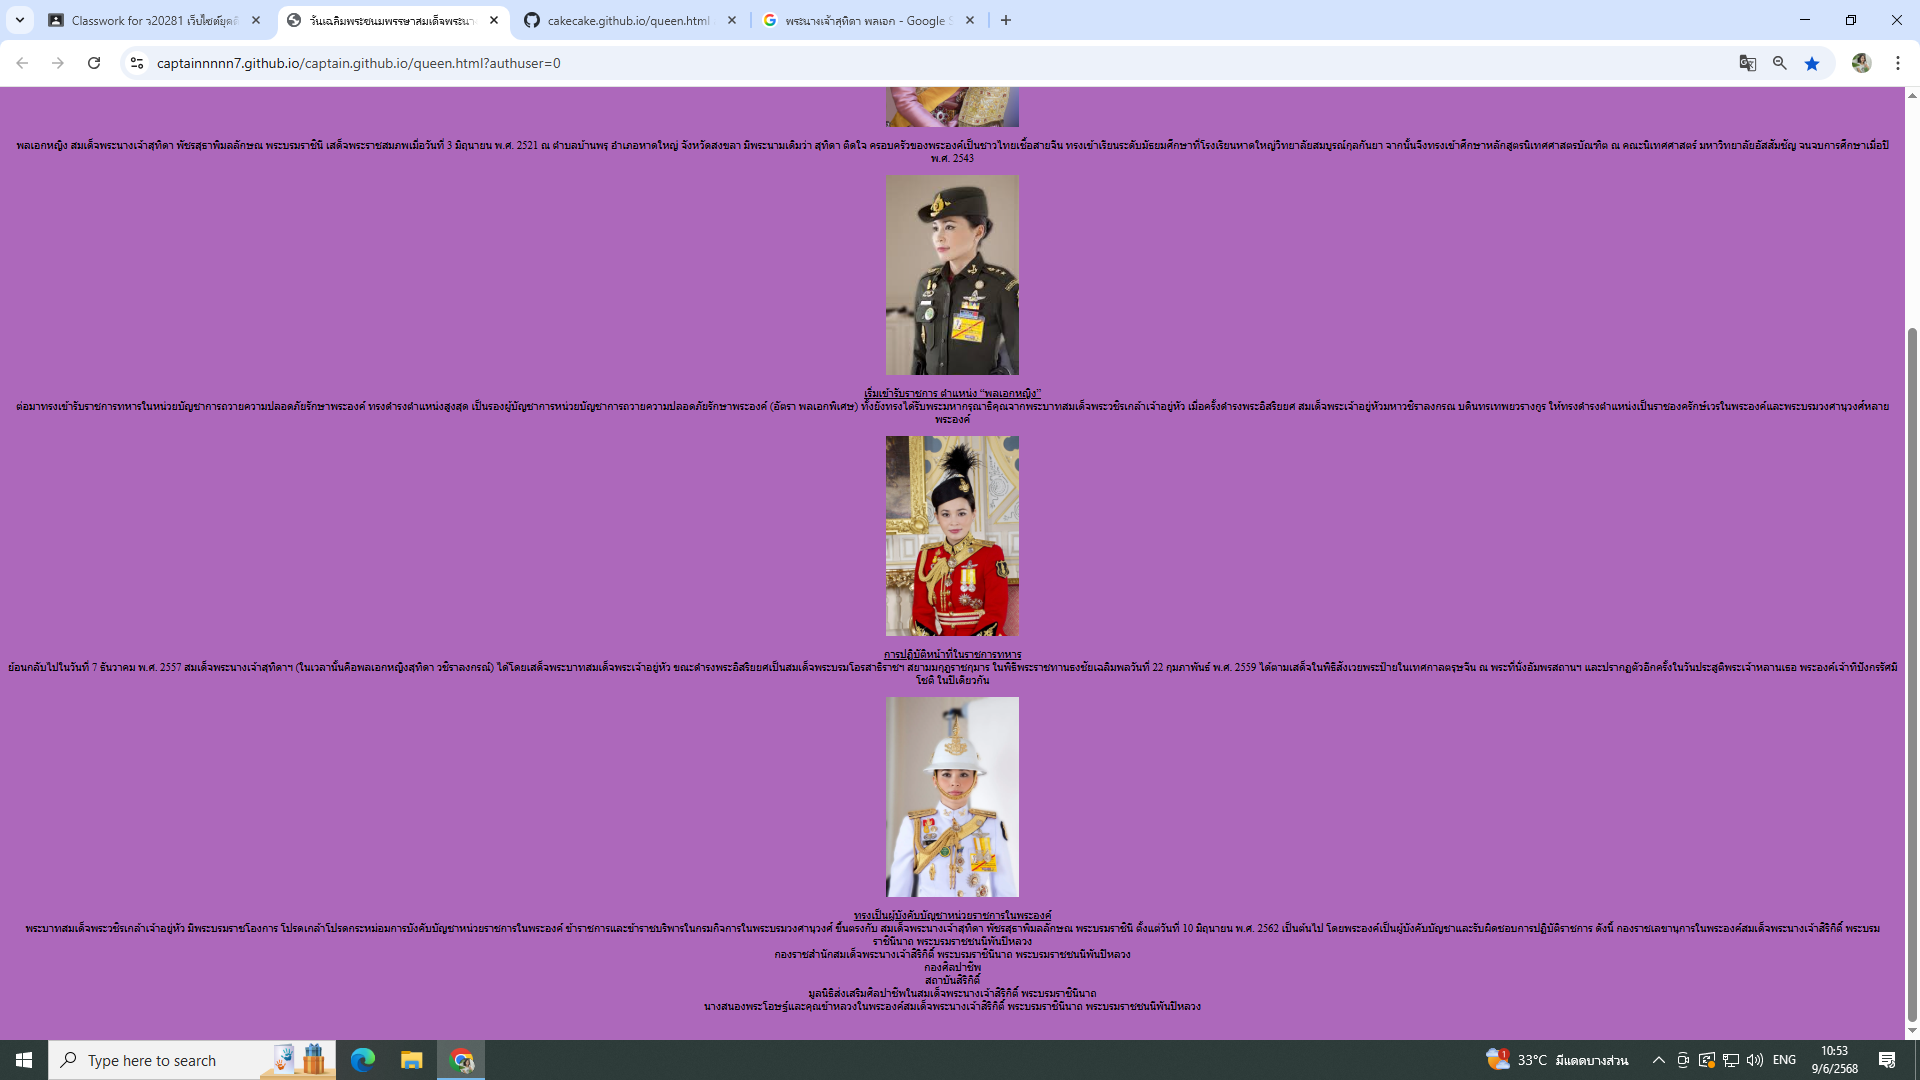 Classwork for ว20281 เว็บไซต์ยุคดิ
วันเฉลิมพระชนมพรรษาสมเด็จพระนาง
cakecake.github.io/queen.html
พระนางเจ้าสุทิดา พลเอก - Google S
captainnnnn7.github.io/captain.github.io/queen.html?authuser=0
พลเอกหญิง สมเด็จพระนางเจ้าสุทิดา พัชรสุธาพิมลลักษณ พระบรมราชินี เสด็จพระราชสมภพเมื่อวันที่ 3 มิถุนายน พ.ศ. 2521 ณ ตำบลบ้านพรุ อำเภอหาดใหญ่ จังหวัดสงขลา มีพระนามเดิมว่า สุทิดา ติดใจ ครอบครัวของพระองค์เป็นชาวไทยเชื้อสายจีน ทรงเข้าเรียนระดับมัธยมศึกษาที่โรงเรียนหาดใหญ่วิทยาลัยสมบูรณ์กุลกันยา จากนั้นจึงทรงเข้าศึกษาหลักสูตรนิเทศศาสตรบัณฑิต ณ คณะนิเทศศาสตร์ มหาวิทยาลัยอัสสัมชัญ จนจบการศึกษาเมื่อปี
พ.ศ. 2543
เริ่มเข้ารับราชการ ตำแหน่ง “พลเอกหญิง”
ต่อมาทรงเข้ารับราชการทหารในหน่วยบัญชาการถวายความปลอดภัยรักษาพระองค์ ทรงดำรงตำแหน่งสูงสุด เป็นรองผู้บัญชาการหน่วยบัญชาการถวายความปลอดภัยรักษาพระองค์ (อัตรา พลเอกพิเศษ) ทั้งยังทรงได้รับพระมหากรุณาธิคุณจากพระบาทสมเด็จพระวชิรเกล้าเจ้าอยู่หัว เมื่อครั้งดำรงพระอิสริยยศ สมเด็จพระเจ้าอยู่หัวมหาวชิราลงกรณ บดินทรเทพยวรางกูร ให้ทรงดำรงตำแหน่งเป็นราชองครักษ์เวรในพระองค์และพระบรมวงศานุวงศ์หลาย
พระองค์
การปฏิบัติหน้าที่ในราชการทหาร
ย้อนกลับไปในวันที่ 7 ธันวาคม พ.ศ. 2557 สมเด็จพระนางเจ้าสุทิดาฯ (ในเวลานั้นคือพลเอกหญิงสุทิดา วชิราลงกรณ์) ได้โดยเสด็จพระบาทสมเด็จพระเจ้าอยู่หัว ขณะดำรงพระอิสริยยศเป็นสมเด็จพระบรมโอรสาธิราชฯ สยามมกุฎราชกุมาร ในพิธีพระราชทานธงชัยเฉลิมพลวันที่ 22 กุมภาพันธ์ พ.ศ. 2559 ได้ตามเสด็จในพิธีสังเวยพระป้ายในเทศกาลตรุษจีน ณ พระที่นั่งอัมพรสถานฯ และปรากฏตัวอีกครั้งในวันประสูติพระเจ้าหลานเธอ พระองค์เจ้าทีปังกรรัศมี
โชติ ในปีเดียวกัน
ทรงเป็นผู้บังคับบัญชาหน่วยราชการในพระองค์
พระบาทสมเด็จพระวชิรเกล้าเจ้าอยู่หัว มีพระบรมราชโองการ โปรดเกล้าโปรดกระหม่อมการบังคับบัญชาหน่วยราชการในพระองค์ ข้าราชการและข้าราชบริพารในกรมกิจการในพระบรมวงศานุวงศ์ ขึ้นตรงกับ สมเด็จพระนางเจ้าสุทิดา พัชรสุธาพิมลลักษณ พระบรมราชินี ตั้งแต่วันที่ 10 มิถุนายน พ.ศ. 2562 เป็นต้นไป โดยพระองค์เป็นผู้บังคับบัญชาและรับผิดชอบการปฏิบัติราชการ ดังนี้ กองราชเลขานุการในพระองค์สมเด็จพระนางเจ้าสิริกิติ์ พระบรม
ราชินีนาถ พระบรมราชชนนีพันปีหลวง
กองราชสำนักสมเด็จพระนางเจ้าสิริกิติ์ พระบรมราชินีนาถ พระบรมราชชนนีพันปีหลวง
กองศิลปาชีพ
สถาบันสิริกิติ์
มูลนิธิส่งเสริมศิลปาชีพในสมเด็จพระนางเจ้าสิริกิติ์ พระบรมราชินีนาถ
นางสนองพระโอษฐ์และคุณข้าหลวงในพระองค์สมเด็จพระนางเจ้าสิริกิติ์ พระบรมราชินีนาถ พระบรมราชชนนีพันปีหลวง
Type here to search
1
33°C มีแดดบางส่วน
ENG
10:53
9/6/2568